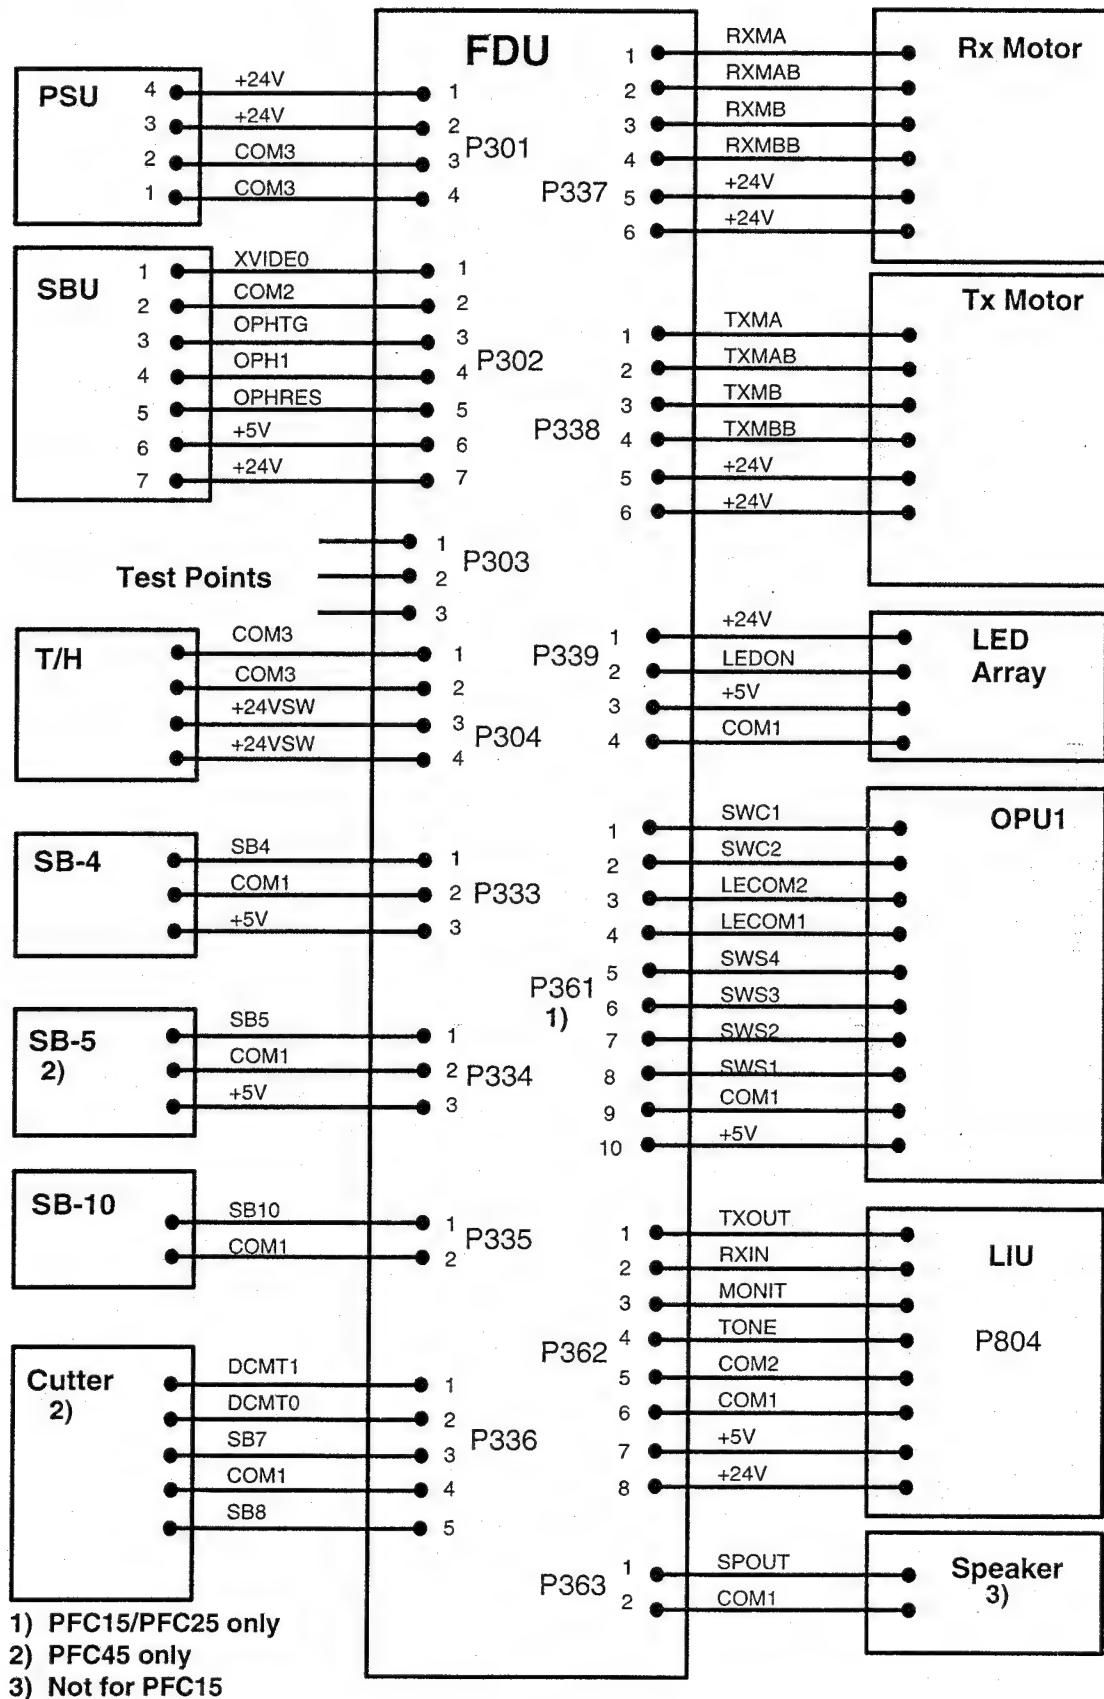 FDU
PSU
4 +24V 1
3 +24V 2
2 COM3 3
1 COM3 4
P301
SBU
1 XVIDE0 1
2 COM2 2
3 OPHTG 3
4 OPH1 4
5 OPHRES 5
6 +5V 6
7 +24V 7
P302
Test Points
1
2
3
P303
T/H
COM3 1
COM3 2
+24VSW 3
+24VSW 4
P304
SB-4
SB4 1
COM1 2
+5V 3
P333
SB-5
2)
SB5 1
COM1 2
+5V 3
P334
SB-10
SB10 1
COM1 2
P335
Cutter
2)
DCMT1 1
DCMT0 2
SB7 3
COM1 4
SB8 5
P336
P337
1 RXMA
2 RXMAB
3 RXMB
4 RXMBB
5 +24V
6 +24V
Rx Motor
P338
1 TXMA
2 TXMAB
3 TXMB
4 TXMBB
5 +24V
6 +24V
Tx Motor
P339
1 +24V
2 LEDON
3 +5V
4 COM1
LED
Array
P361
1)
1 SWC1
2 SWC2
3 LECOM2
4 LECOM1
5 SWS4
6 SWS3
7 SWS2
8 SWS1
9 COM1
10 +5V
OPU1
P362
1 TXOUT
2 RXIN
3 MONIT
4 TONE
5 COM2
6 COM1
7 +5V
8 +24V
LIU
P804
P363
1 SPOUT
2 COM1
Speaker
3)
1) PFC15/PFC25 only
2) PFC45 only
3) Not for PFC15